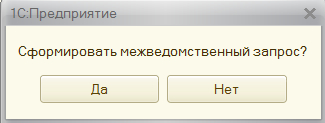 1С:Предприятие
Сформировать межведомственный запрос?
Да
Нет